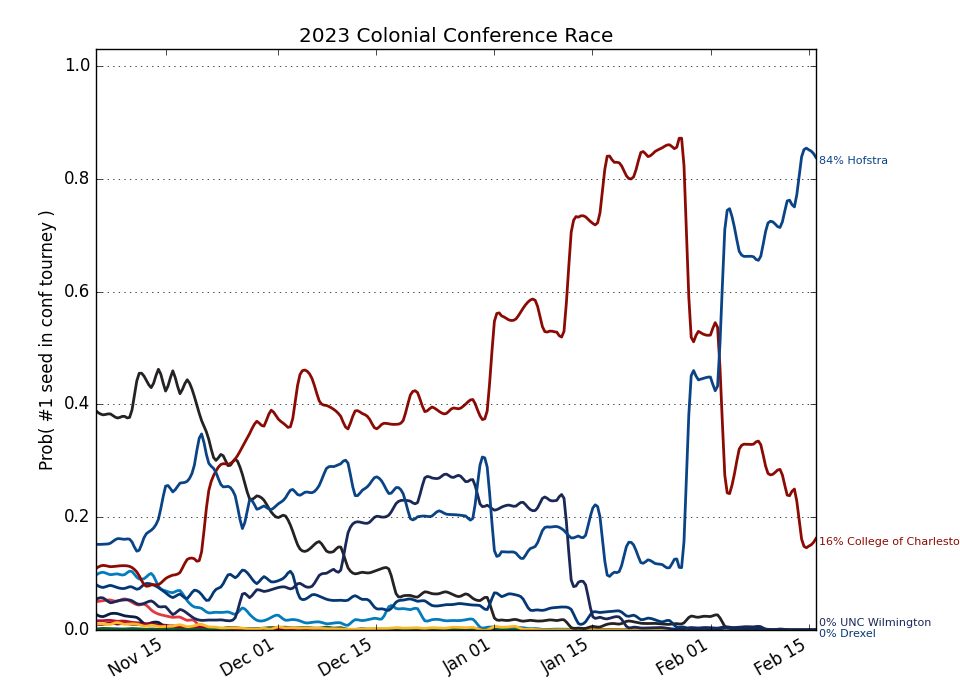 2023 Colonial Conference Race
Prob( #1 seed in conf tourney )
1.0
0.8
0.6
0.4
0.2
0.0
84% Hofstra
16% College of Charlesto
0% UNC Wilmington
0% Drexel
Nov 15
Dec 01
Dec 15
Jan 01
Jan 15
Feb 01
Feb 15